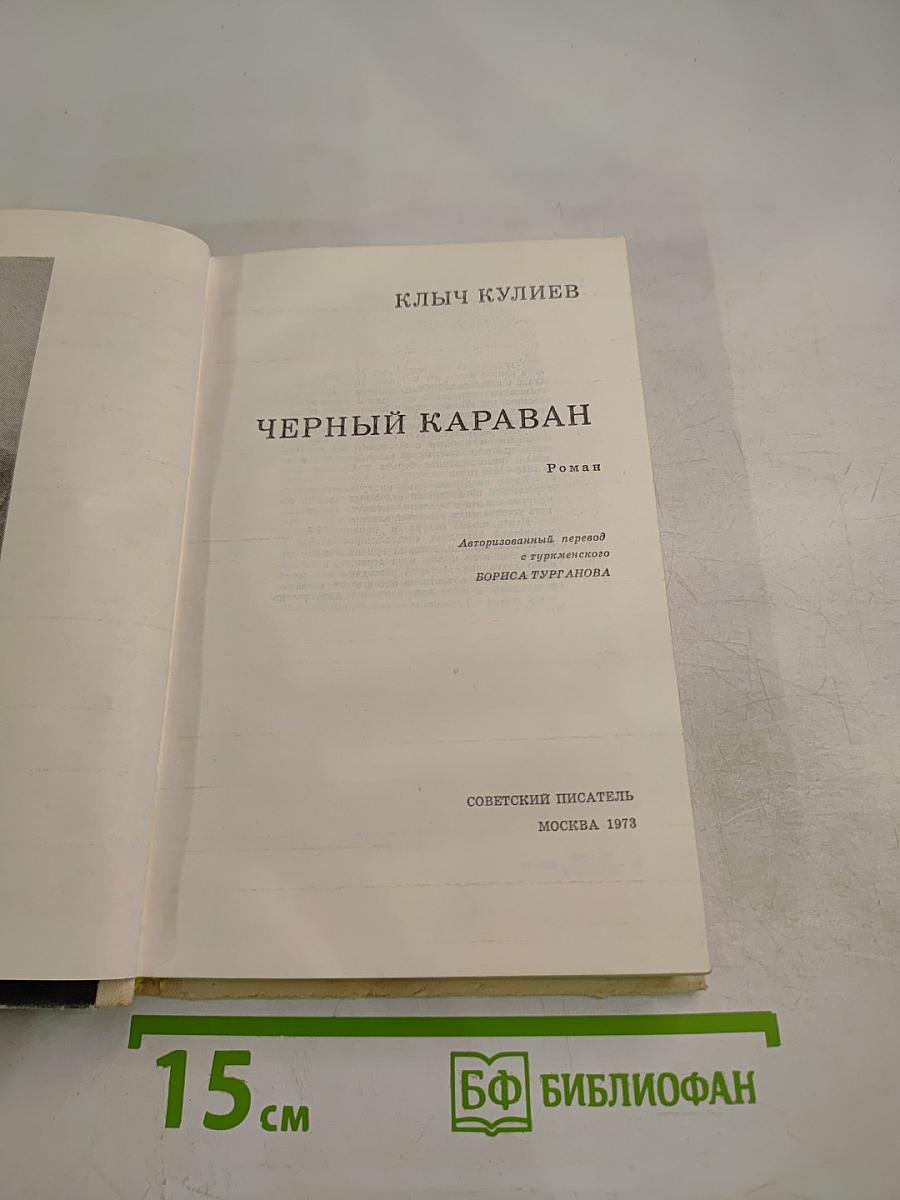 КЛЫЧ КУЛИЕВ
ЧЕРНЫЙ КАРАВАН
Роман
Авторизованный перевод
с туркменского
БОРИСА ТУРГАНОВА
СОВЕТСКИЙ ПИСАТЕЛЬ
МОСКВА 1973
15 см
БФ БИБЛИОФАН